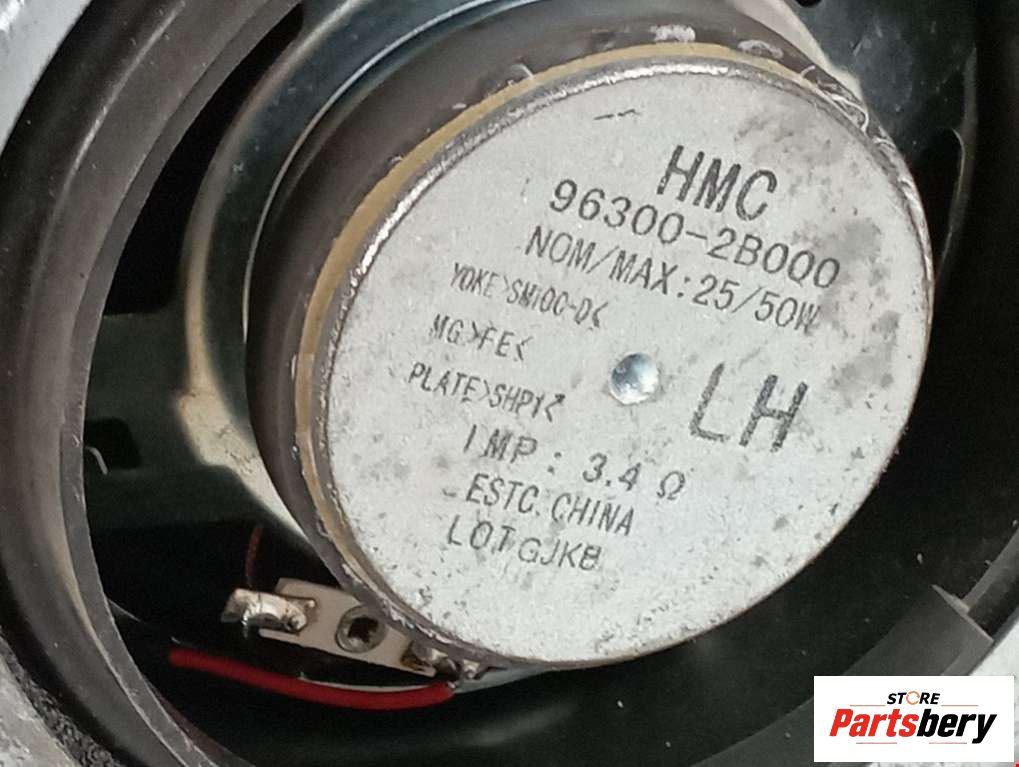 HMC
96300-2B000
NOM/MAX:25/50W
YOKE>SM10C-D<
MG>FE<
PLATE>SHP1<
LH
IMP : 3.4 Ω
ESTC.CHINA
LOT GJKB
STORE
Partsbery